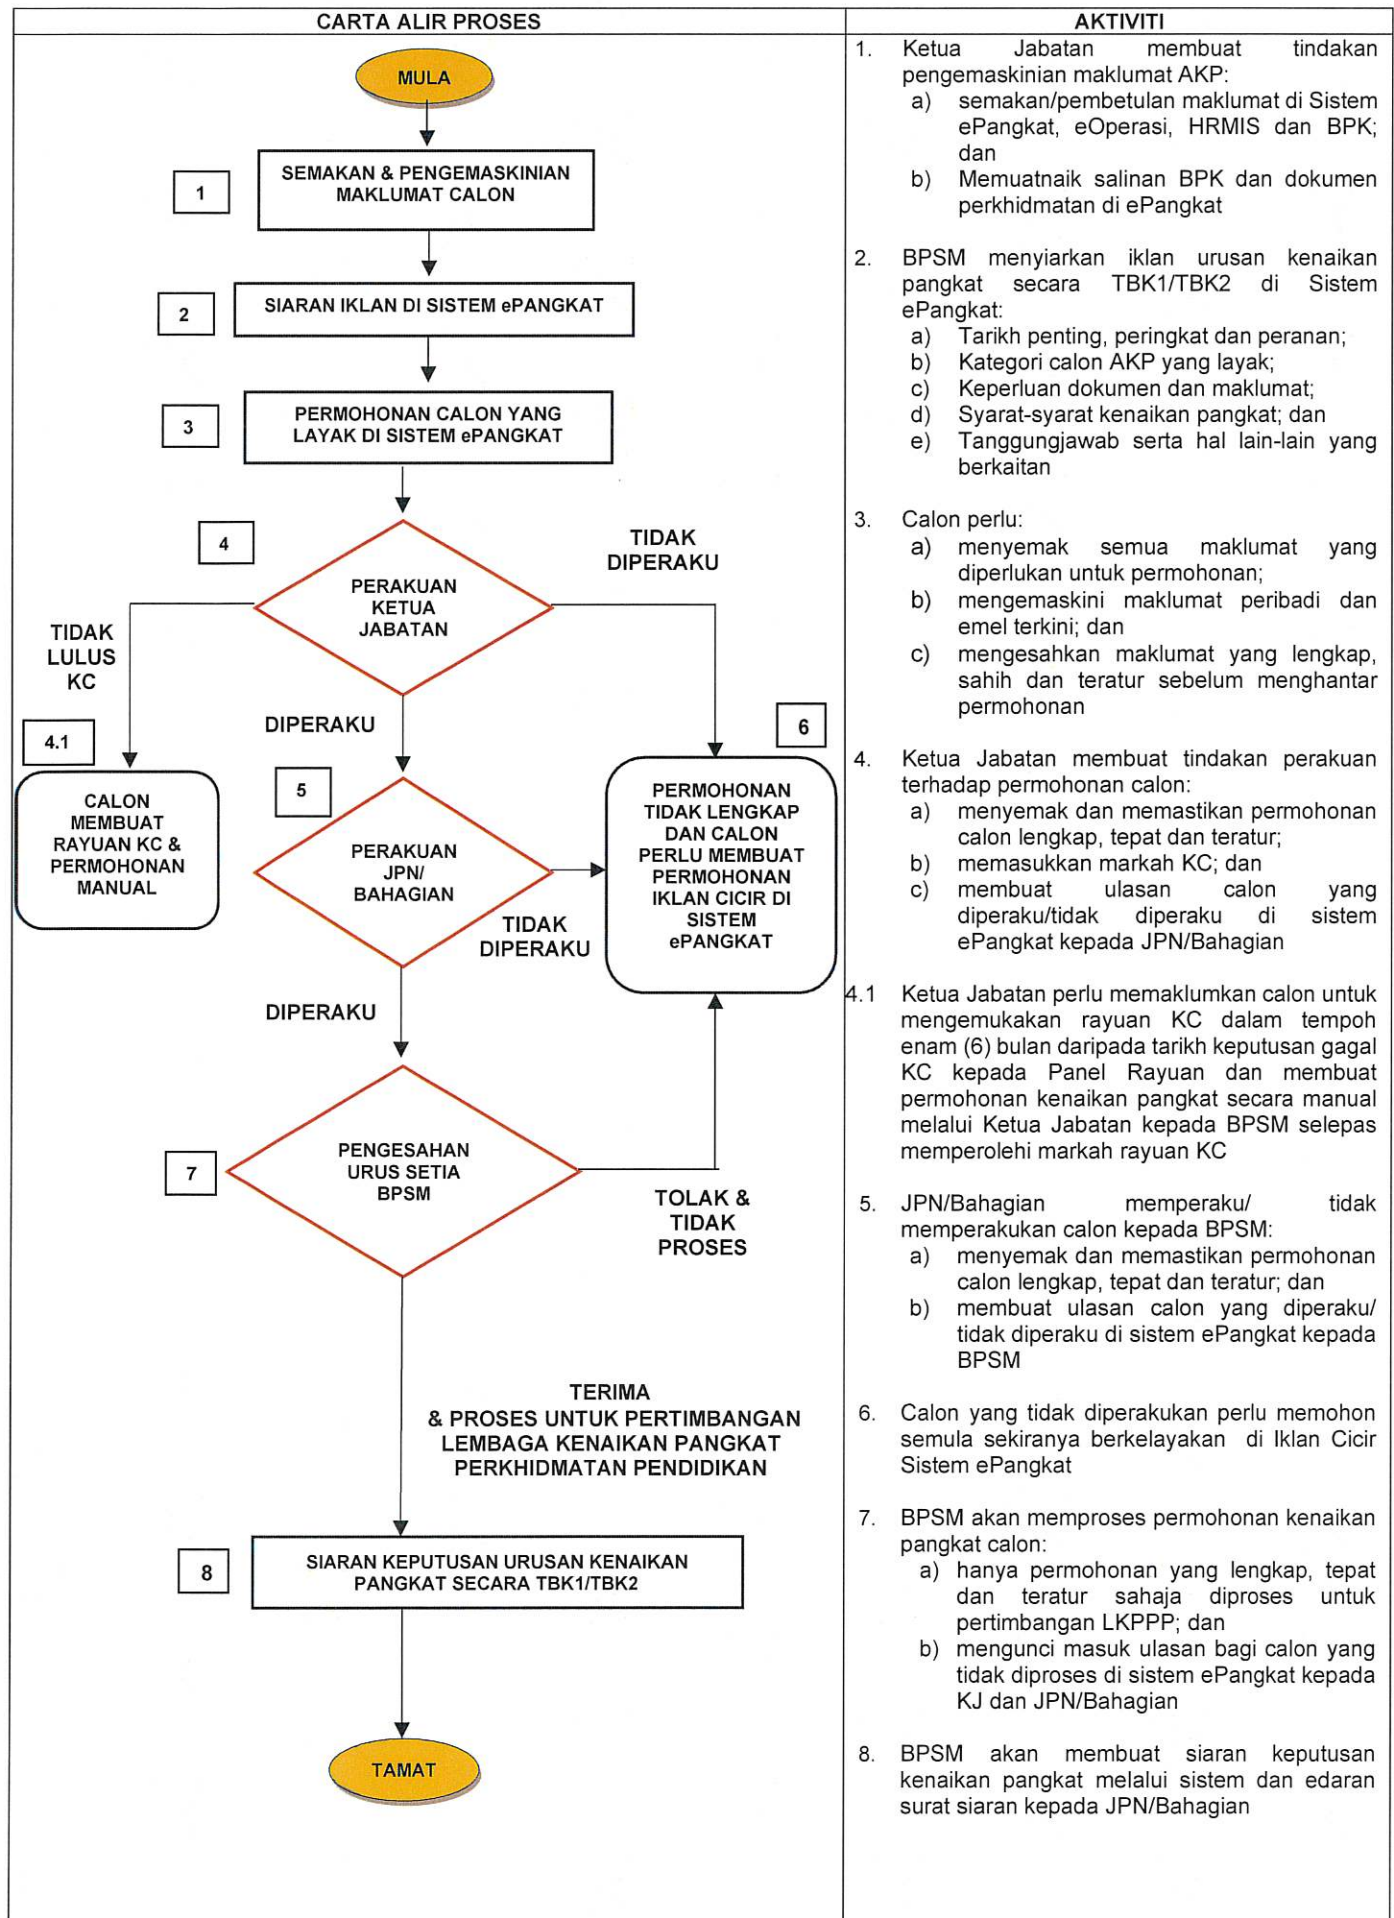 CARTA ALIR PROSES
MULA
1
SEMAKAN & PENGEMASKINIAN
MAKLUMAT CALON
2
SIARAN IKLAN DI SISTEM ePANGKAT
3
PERMOHONAN CALON YANG
LAYAK DI SISTEM ePANGKAT
4
TIDAK
DIPERAKU
PERAKUAN
KETUA
JABATAN
TIDAK
LULUS
KC
DIPERAKU
4.1
6
CALON
MEMBUAT
RAYUAN KC &
PERMOHONAN
MANUAL
5
PERAKUAN
JPN/
BAHAGIAN
PERMOHONAN
TIDAK LENGKAP
DAN CALON
PERLU MEMBUAT
PERMOHONAN
IKLAN CICIR DI
SISTEM
ePANGKAT
TIDAK
DIPERAKU
DIPERAKU
7
PENGESAHAN
URUS SETIA
BPSM
TOLAK &
TIDAK
PROSES
TERIMA
& PROSES UNTUK PERTIMBANGAN
LEMBAGA KENAIKAN PANGKAT
PERKHIDMATAN PENDIDIKAN
8
SIARAN KEPUTUSAN URUSAN KENAIKAN
PANGKAT SECARA TBK1/TBK2
TAMAT
AKTIVITI
1. Ketua Jabatan membuat tindakan
pengemaskinian maklumat AKP:
a) semakan/pembetulan maklumat di Sistem
ePangkat, eOperasi, HRMIS dan BPK;
dan
b) Memuatnaik salinan BPK dan dokumen
perkhidmatan di ePangkat
2. BPSM menyiarkan iklan urusan kenaikan
pangkat secara TBK1/TBK2 di Sistem
ePangkat:
a) Tarikh penting, peringkat dan peranan;
b) Kategori calon AKP yang layak;
c) Keperluan dokumen dan maklumat;
d) Syarat-syarat kenaikan pangkat; dan
e) Tanggungjawab serta hal lain-lain yang
berkaitan
3. Calon perlu:
a) menyemak semua maklumat yang
diperlukan untuk permohonan;
b) mengemaskini maklumat peribadi dan
emel terkini; dan
c) mengesahkan maklumat yang lengkap,
sahih dan teratur sebelum menghantar
permohonan
4. Ketua Jabatan membuat tindakan perakuan
terhadap permohonan calon:
a) menyemak dan memastikan permohonan
calon lengkap, tepat dan teratur;
b) memasukkan markah KC; dan
c) membuat ulasan calon yang
diperaku/tidak diperaku di sistem
ePangkat kepada JPN/Bahagian
4.1 Ketua Jabatan perlu memaklumkan calon untuk
mengemukakan rayuan KC dalam tempoh
enam (6) bulan daripada tarikh keputusan gagal
KC kepada Panel Rayuan dan membuat
permohonan kenaikan pangkat secara manual
melalui Ketua Jabatan kepada BPSM selepas
memperolehi markah rayuan KC
5. JPN/Bahagian memperaku/ tidak
memperakukan calon kepada BPSM:
a) menyemak dan memastikan permohonan
calon lengkap, tepat dan teratur; dan
b) membuat ulasan calon yang diperaku/
tidak diperaku di sistem ePangkat kepada
BPSM
6. Calon yang tidak diperakukan perlu memohon
semula sekiranya berkelayakan di Iklan Cicir
Sistem ePangkat
7. BPSM akan memproses permohonan kenaikan
pangkat calon:
a) hanya permohonan yang lengkap, tepat
dan teratur sahaja diproses untuk
pertimbangan LKPPP; dan
b) mengunci masuk ulasan bagi calon yang
tidak diproses di sistem ePangkat kepada
KJ dan JPN/Bahagian
8. BPSM akan membuat siaran keputusan
kenaikan pangkat melalui sistem dan edaran
surat siaran kepada JPN/Bahagian